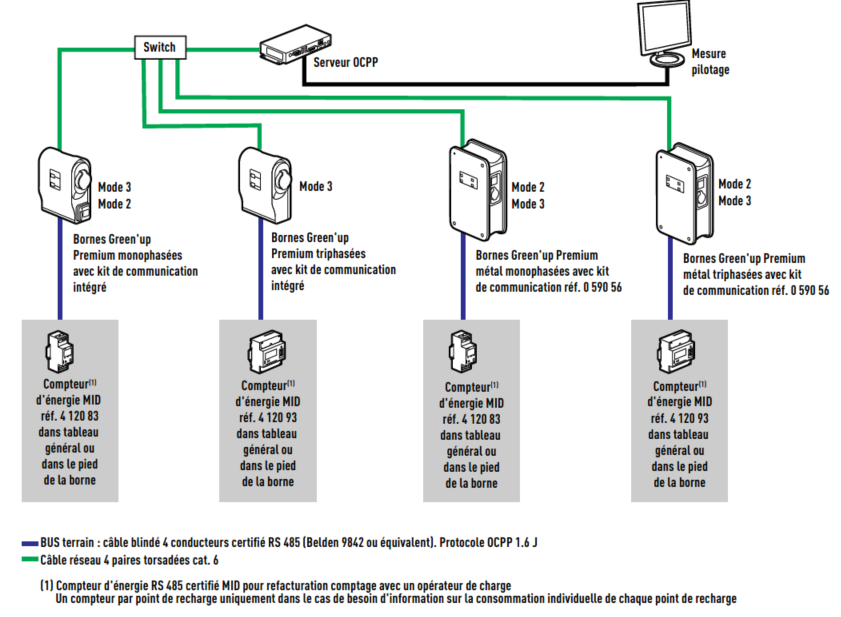 Switch
Serveur OCPP
Mesure
pilotage
Mode 3
Mode 2
Mode 3
Mode 2
Mode 3
Mode 2
Mode 3
Bornes Green'up
Premium monophasées
avec kit de communication
intégré
Bornes Green'up
Premium triphasées
avec kit de communication
intégré
Bornes Green'up Premium
métal monophasées avec kit
de communication réf. 0 590 56
Bornes Green'up Premium
métal triphasées avec kit
de communication réf. 0 590 56
Compteur(1)
d'énergie MID
réf. 4 120 83
dans tableau
général ou
dans le pied
de la borne
Compteur(1)
d'énergie MID
réf. 4 120 93
dans tableau
général ou
dans le pied
de la borne
Compteur(1)
d'énergie MID
réf. 4 120 83
dans tableau
général ou
dans le pied
de la borne
Compteur(1)
d'énergie MID
réf. 4 120 93
dans tableau
général ou
dans le pied
de la borne
BUS terrain : câble blindé 4 conducteurs certifié RS 485 (Belden 9842 ou équivalent). Protocole OCPP 1.6 J
Câble réseau 4 paires torsadées cat. 6
(1) Compteur d'énergie RS 485 certifié MID pour refacturation comptage avec un opérateur de charge
Un compteur par point de recharge uniquement dans le cas de besoin d'information sur la consommation individuelle de chaque point de recharge